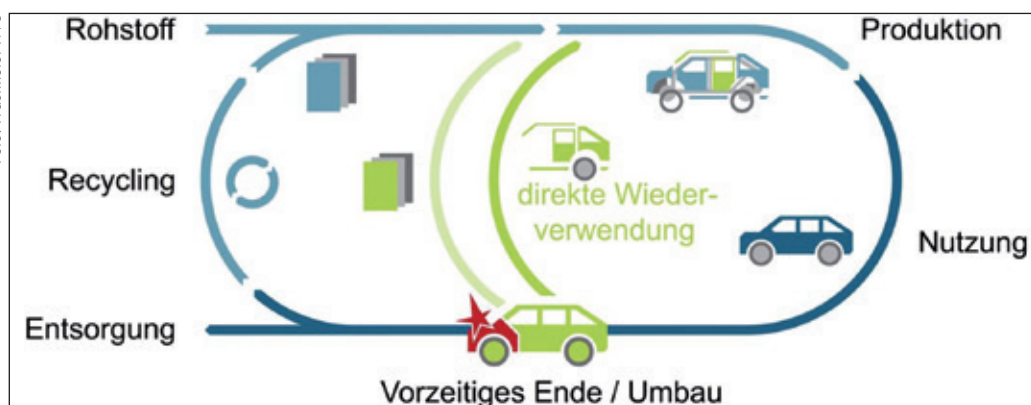 Rohstoff
Produktion
Recycling
direkte Wieder-
verwendung
Nutzung
Entsorgung
Vorzeitiges Ende / Umbau